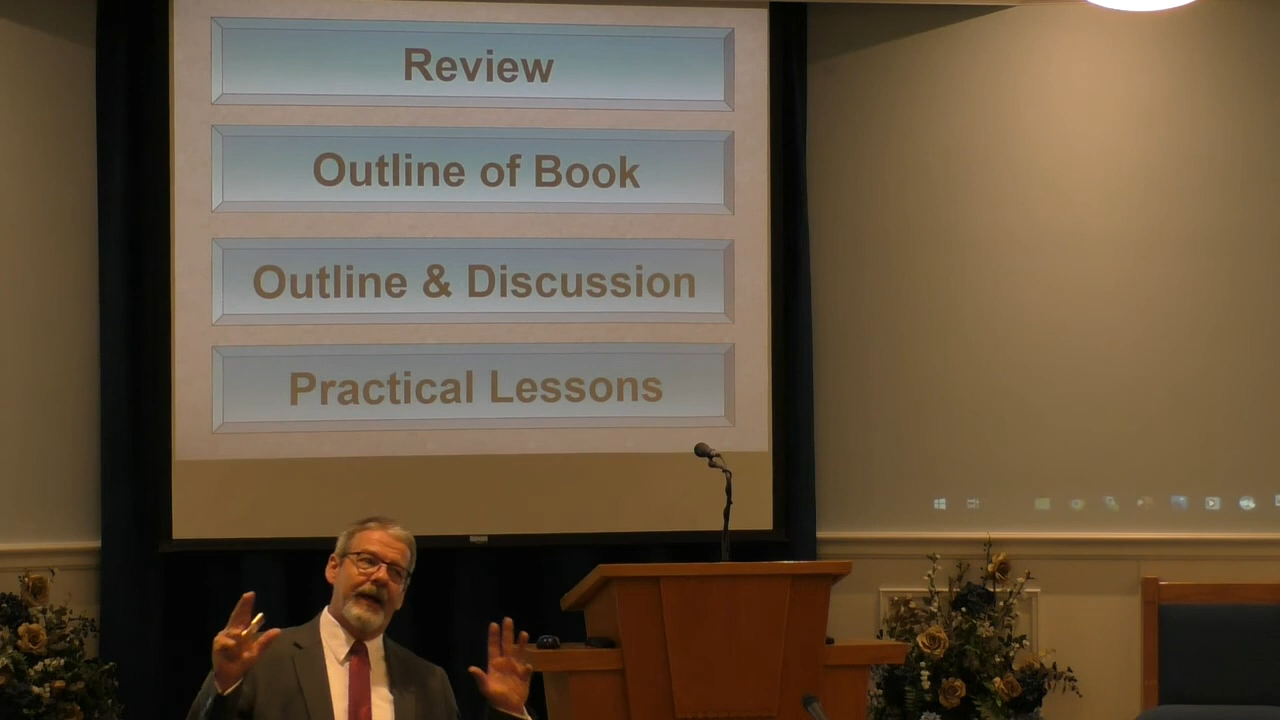 Review
Outline of Book
Outline & Discussion
Practical Lessons